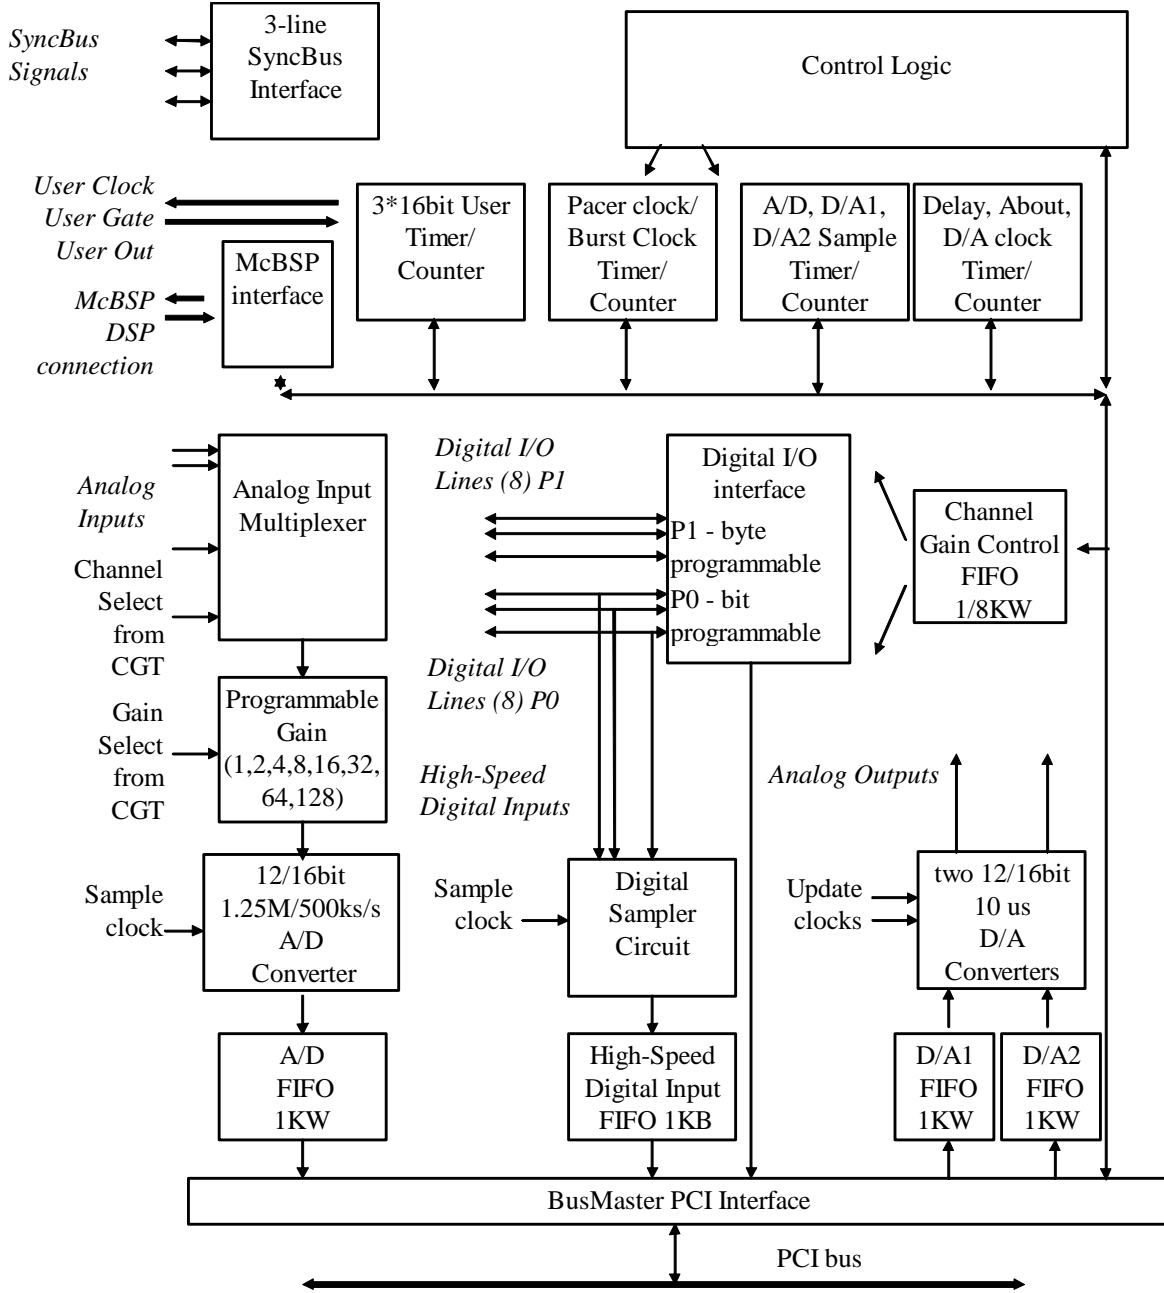 SyncBus
Signals
3-line
SyncBus
Interface
Control Logic
User Clock
User Gate
User Out
3*16bit User
Timer/
Counter
Pacer clock/
Burst Clock
Timer/
Counter
A/D, D/A1,
D/A2 Sample
Timer/
Counter
Delay, About,
D/A clock
Timer/
Counter
McBSP
interface
McBSP
DSP
connection
Analog
Inputs
Analog Input
Multiplexer
Channel
Select
from
CGT
Digital I/O
Lines (8) P1
Digital I/O
interface
P1 - byte
programmable
P0 - bit
programmable
Channel
Gain Control
FIFO
1/8KW
Digital I/O
Lines (8) P0
Gain
Select
from
CGT
Programmable
Gain
(1,2,4,8,16,32,
64,128)
High-Speed
Digital Inputs
Analog Outputs
Sample
clock
12/16bit
1.25M/500ks/s
A/D
Converter
Sample
clock
Digital
Sampler
Circuit
Update
clocks
two 12/16bit
10 us
D/A
Converters
A/D
FIFO
1KW
High-Speed
Digital Input
FIFO 1KB
D/A1
FIFO
1KW
D/A2
FIFO
1KW
BusMaster PCI Interface
PCI bus